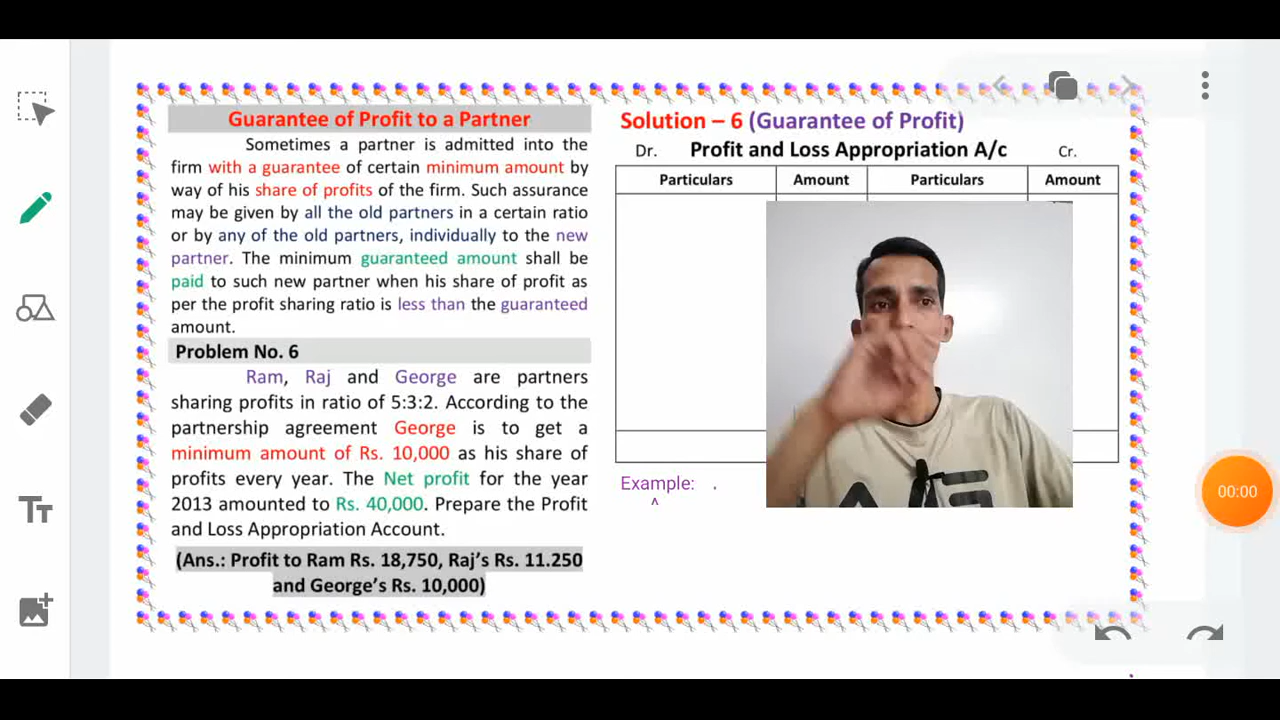 Guarantee of Profit to a Partner
Sometimes a partner is admitted into the
firm with a guarantee of certain minimum amount by
way of his share of profits of the firm. Such assurance
may be given by all the old partners in a certain ratio
or by any of the old partners, individually to the new
partner. The minimum guaranteed amount shall be
paid to such new partner when his share of profit as
per the profit sharing ratio is less than the guaranteed
amount.
Problem No. 6
Ram, Raj and George are partners
sharing profits in ratio of 5:3:2. According to the
partnership agreement George is to get a
minimum amount of Rs. 10,000 as his share of
profits every year. The Net profit for the year
2013 amounted to Rs. 40,000. Prepare the Profit
and Loss Appropriation Account.
(Ans.: Profit to Ram Rs. 18,750, Raj's Rs. 11.250
and George's Rs. 10,000)
Solution – 6 (Guarantee of Profit)
Dr. Profit and Loss Appropriation A/c Cr.
Particulars Amount Particulars Amount
Example: .
^
00:00
TT